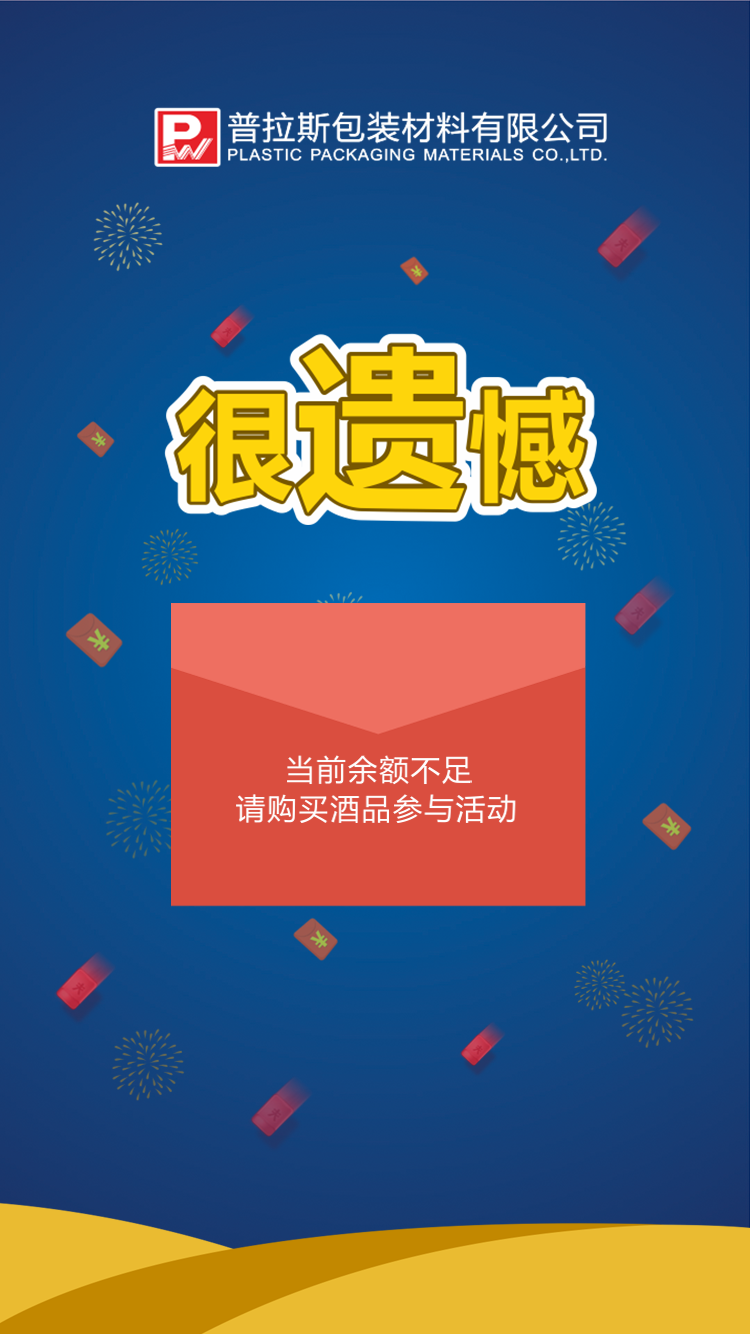 普拉斯包装材料有限公司
PLASTIC PACKAGING MATERIALS CO.,LTD.
很遗憾
当前余额不足
请购买酒品参与活动